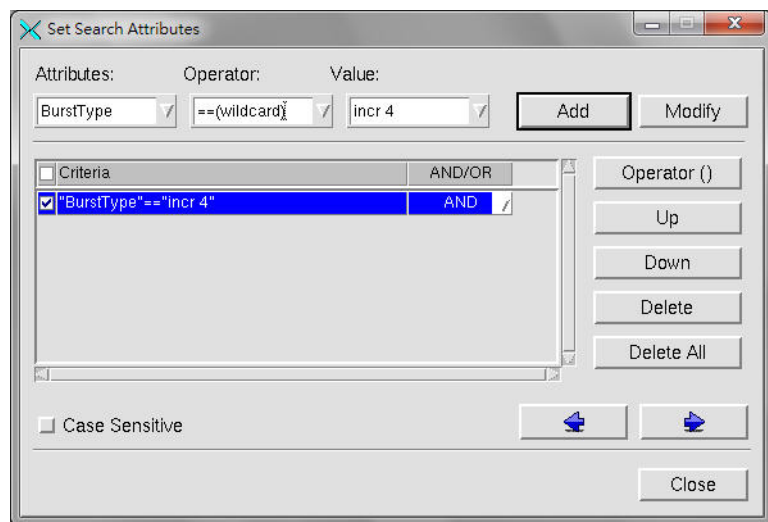 Set Search Attributes
Attributes: Operator: Value:
BurstType ==(wildcard) incr 4 Add Modify
Criteria AND/OR Operator ()
"BurstType"=="incr 4" AND
Up
Down
Delete
Delete All
Case Sensitive
Close